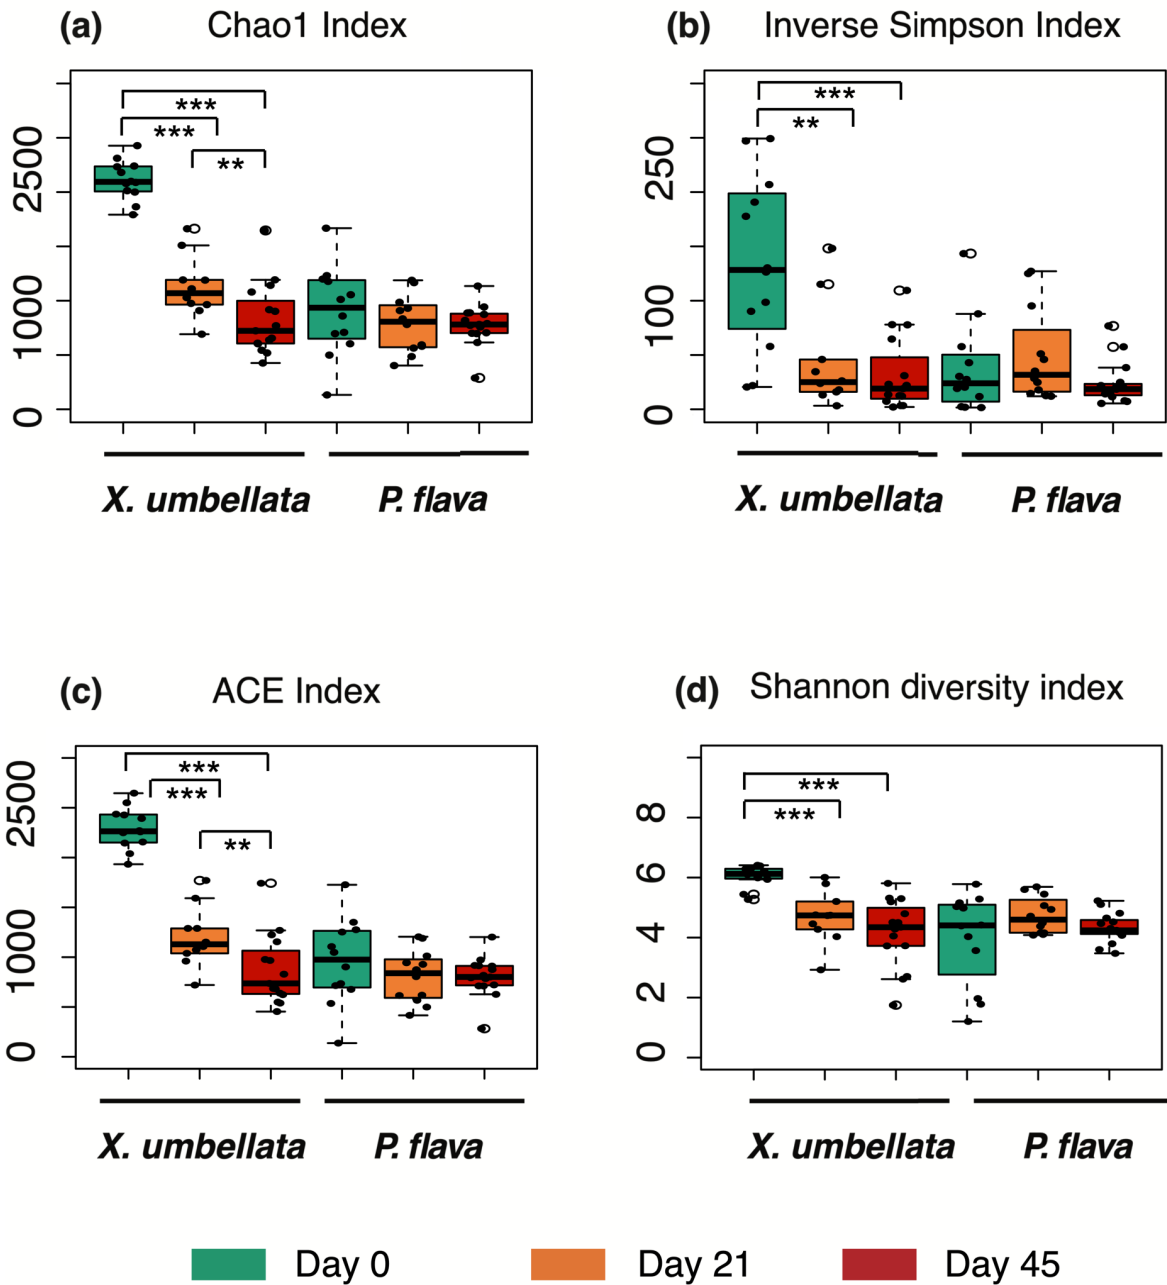 (a) Chao1 Index
2500
1000
0
***
***
**
X. umbellata P. flava
(b) Inverse Simpson Index
250
100
0
***
**
X. umbellata P. flava
(c) ACE Index
2500
1000
0
***
***
**
X. umbellata P. flava
(d) Shannon diversity index
8
6
4
2
0
***
***
X. umbellata P. flava
Day 0 Day 21 Day 45